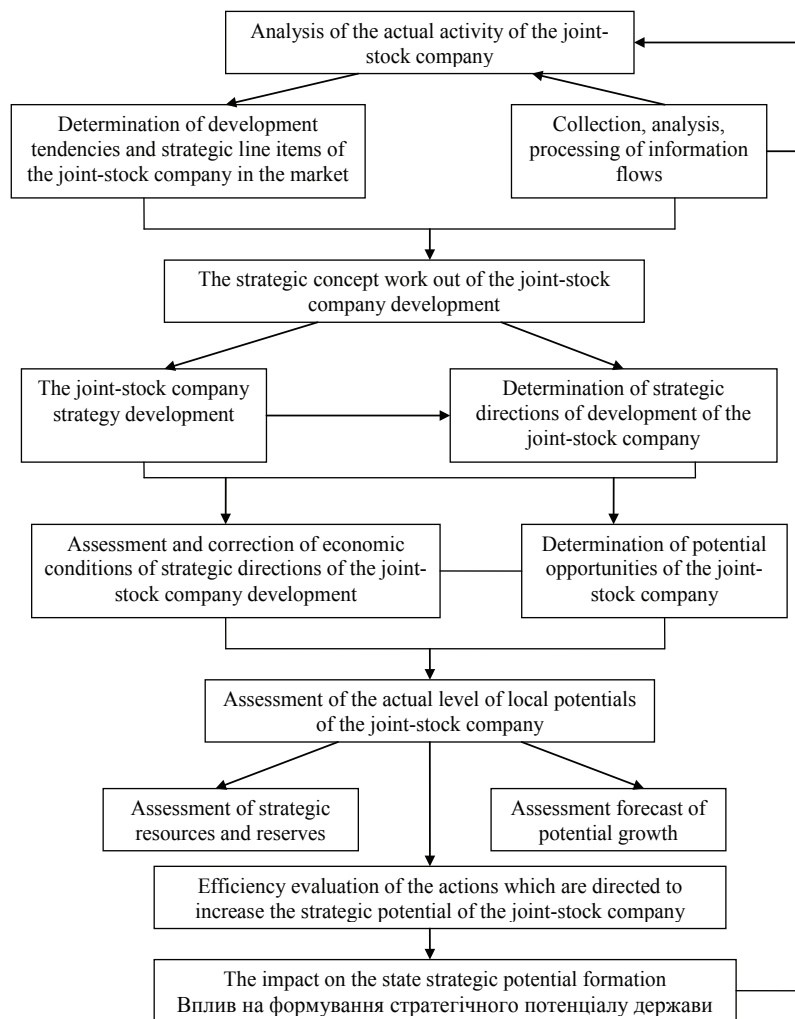 Analysis of the actual activity of the joint-
stock company
Determination of development
tendencies and strategic line items of
the joint-stock company in the market
Collection, analysis,
processing of information
flows
The strategic concept work out of the joint-stock
company development
The joint-stock company
strategy development
Determination of strategic
directions of development of the
joint-stock company
Assessment and correction of economic
conditions of strategic directions of the joint-
stock company development
Determination of potential
opportunities of the joint-
stock company
Assessment of the actual level of local potentials
of the joint-stock company
Assessment of strategic
resources and reserves
Assessment forecast of
potential growth
Efficiency evaluation of the actions which are directed to
increase the strategic potential of the joint-stock company
The impact on the state strategic potential formation
Вплив на формування стратегічного потенціалу держави